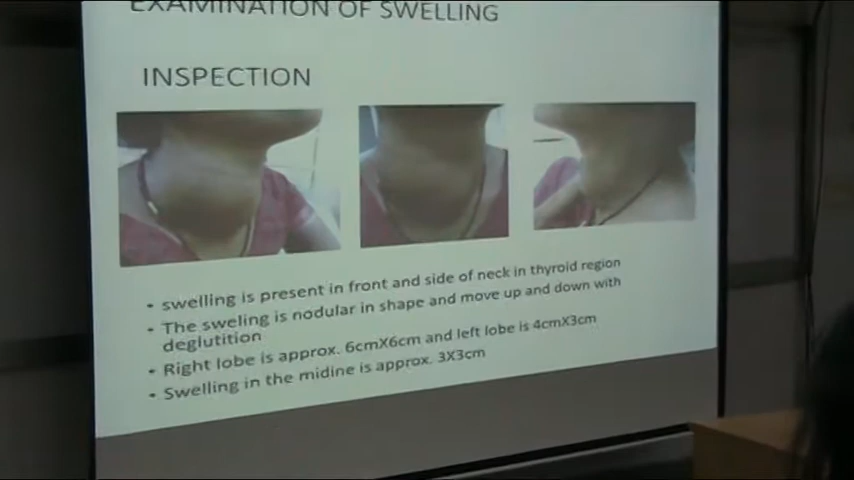 EXAMINATION OF SWELLING
INSPECTION
• swelling is present in front and side of neck in thyroid region
• The sweling is nodular in shape and move up and down with
deglutition
• Right lobe is approx. 6cmX6cm and left lobe is 4cmX3cm
• Swelling in the midine is approx. 3X3cm